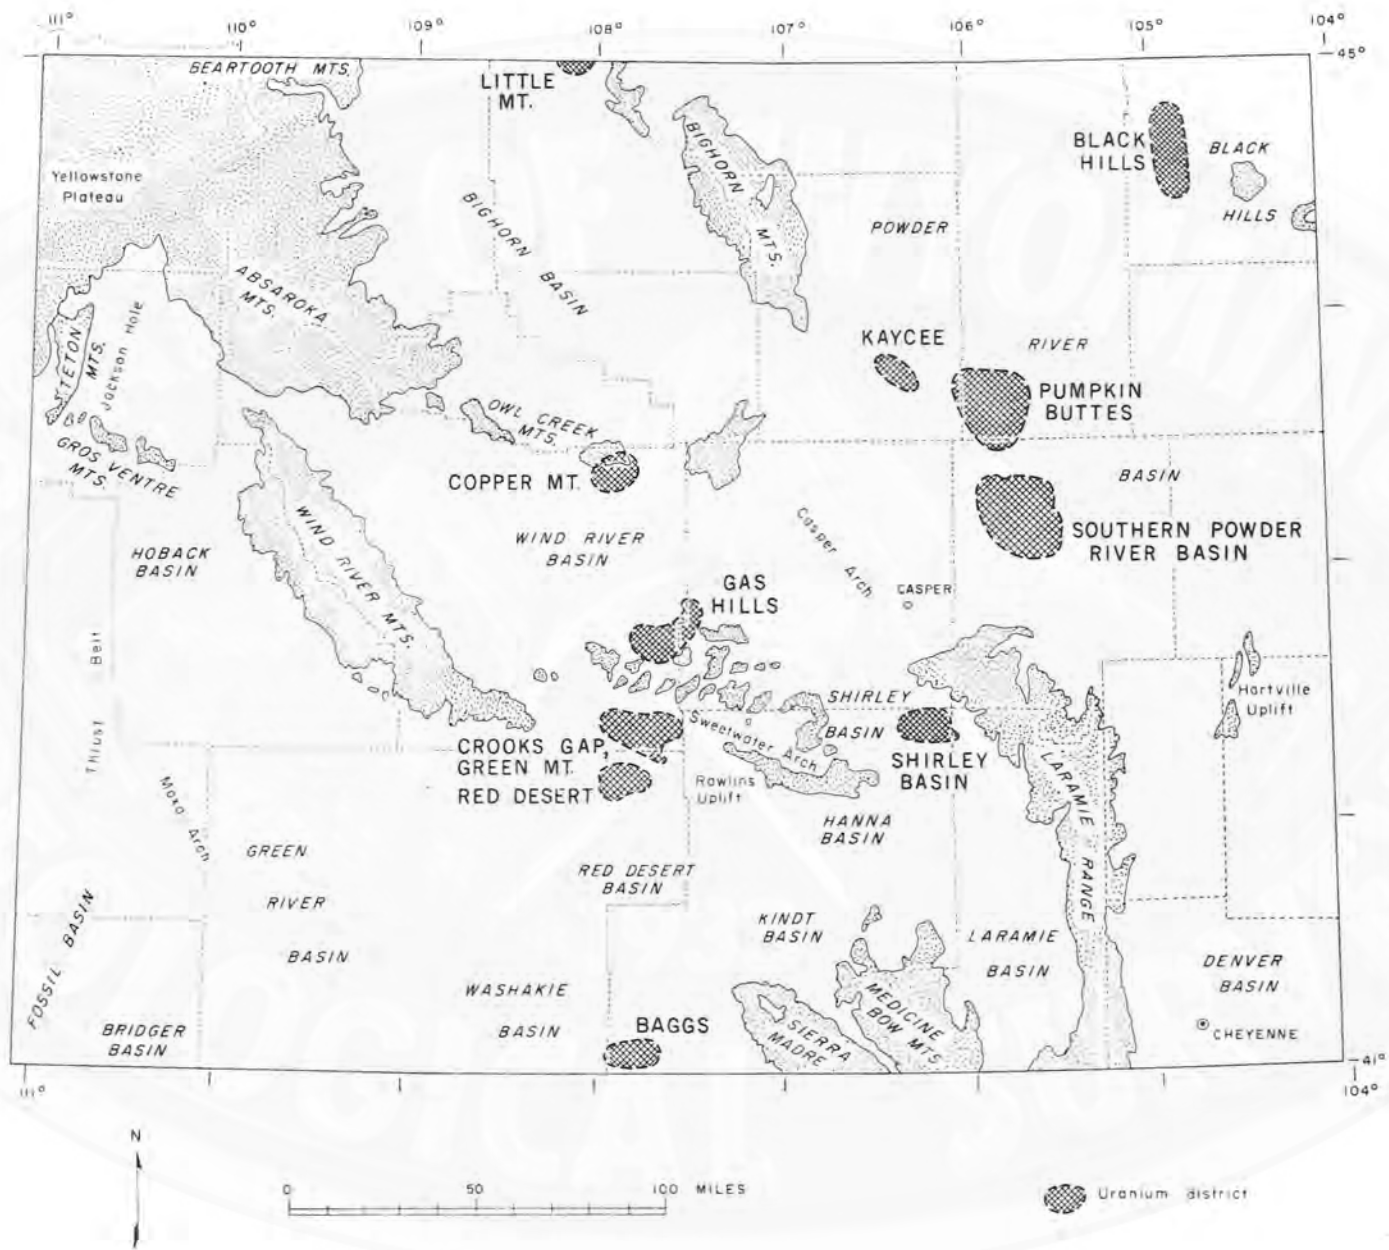 111°
110°
109°
108°
107°
106°
105°
104°
45°
BEARTOOTH MTS.
LITTLE
MT.
BIGHORN
MTS.
BLACK
HILLS
BLACK
HILLS
Yellowstone
Plateau
BIGHORN
BASIN
POWDER
ABSAROKA
MTS.
TETON
MTS.
Jackson Hole
KAYCEE
RIVER
PUMPKIN
BUTTES
OWL CREEK
MTS.
GROS VENTRE
MTS.
COPPER MT.
BASIN
WIND RIVER MTS.
WIND RIVER
BASIN
Casper Arch
SOUTHERN POWDER
RIVER BASIN
HOBACK
BASIN
GAS
HILLS
CASPER
Thrust Belt
SHIRLEY
BASIN
Hartville
Uplift
Sweetwater Arch
CROOKS GAP,
GREEN MT.
RED DESERT
Rawlins
Uplift
SHIRLEY
BASIN
LARAMIE RANGE
Moxa Arch
HANNA
BASIN
GREEN
RIVER
BASIN
RED DESERT
BASIN
FOSSIL BASIN
KINDT
BASIN
LARAMIE
BASIN
DENVER
BASIN
WASHAKIE
BASIN
MEDICINE
BOW MTS.
BRIDGER
BASIN
BAGGS
SIERRA
MADRE
CHEYENNE
41°
111°
110°
109°
108°
107°
106°
105°
104°
N
0 50 100 MILES
Uranium district